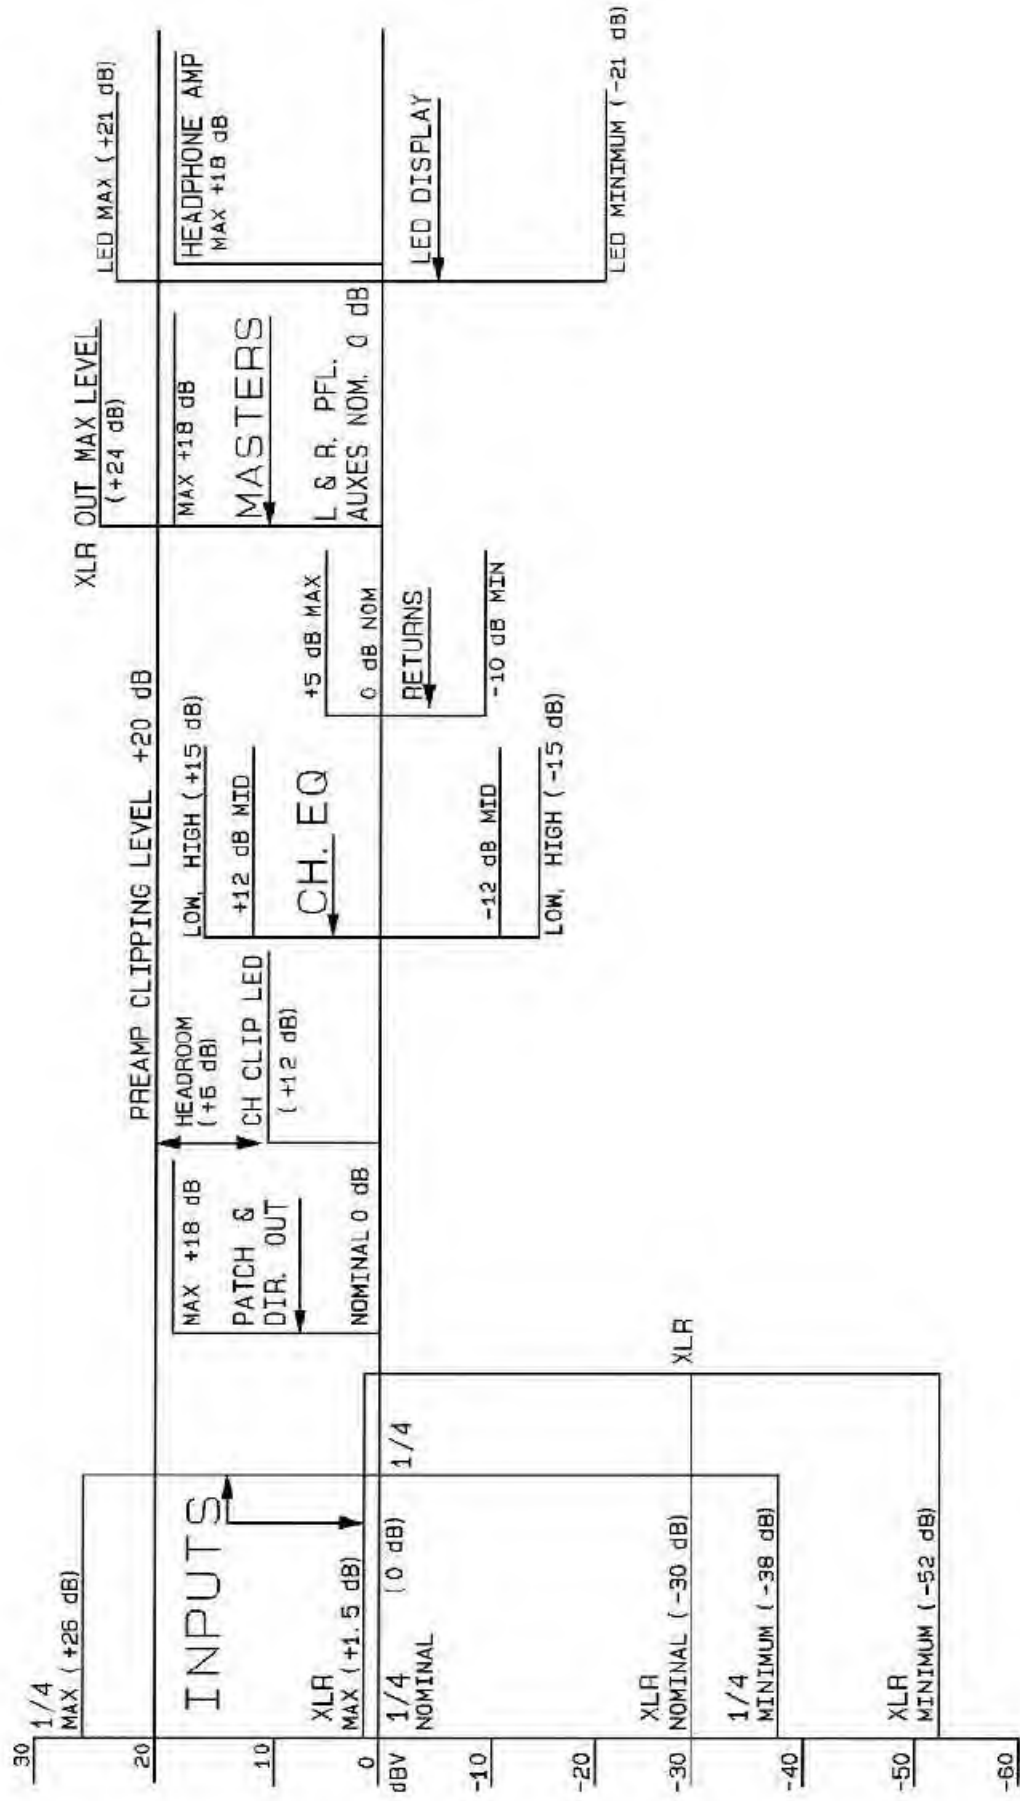 30
20
10
0
dBV
-10
-20
-30
-40
-50
-60
1/4
MAX (+26 dB)
INPUTS
XLR
MAX (+1.5 dB)
1/4
NOMINAL
(0 dB)
1/4
XLR
NOMINAL (-30 dB)
XLR
1/4
MINIMUM (-38 dB)
XLR
MINIMUM (-52 dB)
PREAMP CLIPPING LEVEL +20 dB
MAX +18 dB
PATCH &
DIR. OUT
NOMINAL 0 dB
HEADROOM
(+6 dB)
CH CLIP LED
(+12 dB)
LOW, HIGH (+15 dB)
+12 dB MID
CH. EQ
-12 dB MID
LOW, HIGH (-15 dB)
+5 dB MAX
0 dB NOM
RETURNS
-10 dB MIN
XLR OUT MAX LEVEL
(+24 dB)
MAX +18 dB
MASTERS
L & R. PFL.
AUXES NOM. 0 dB
LED MAX (+21 dB)
HEADPHONE AMP
MAX +18 dB
LED DISPLAY
LED MINIMUM (-21 dB)